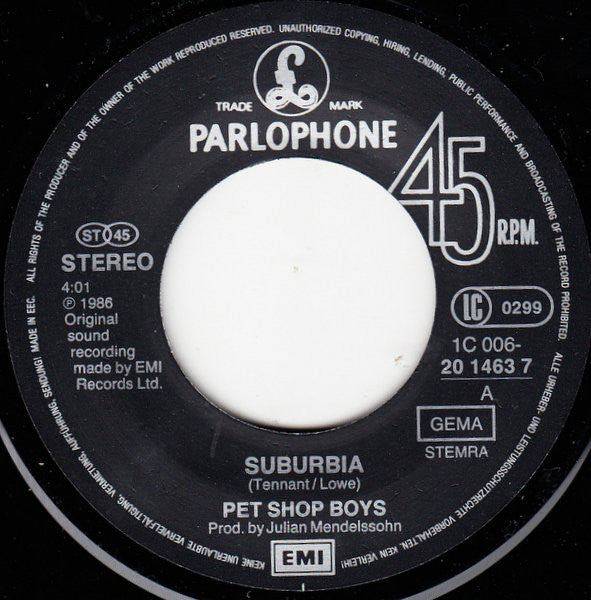 MADE IN EEC. ALL RIGHTS OF THE PRODUCER AND OF THE OWNER OF THE WORK REPRODUCED RESERVED. UNAUTHORIZED COPYING, HIRING, LENDING, PUBLIC PERFORMANCE AND BROADCASTING OF THE RECORD PROHIBITED. ALLE URHEBER- UND LEISTUNGSSCHUTZRECHTE VORBEHALTEN. KEIN VERLEIH! KEINE UNERLAUBTE VERVIELFÄLTIGUNG, VERMIETUNG, AUFFÜHRUNG, SENDUNG!
£
TRADE MARK
PARLOPHONE
45 R.P.M.
ST 45
STEREO
4:01
℗ 1986
Original
sound
recording
made by EMI
Records Ltd.
LC 0299
1C 006-
20 1463 7
A
GEMA
STEMRA
SUBURBIA
(Tennant/Lowe)
PET SHOP BOYS
Prod. by Julian Mendelssohn
EMI